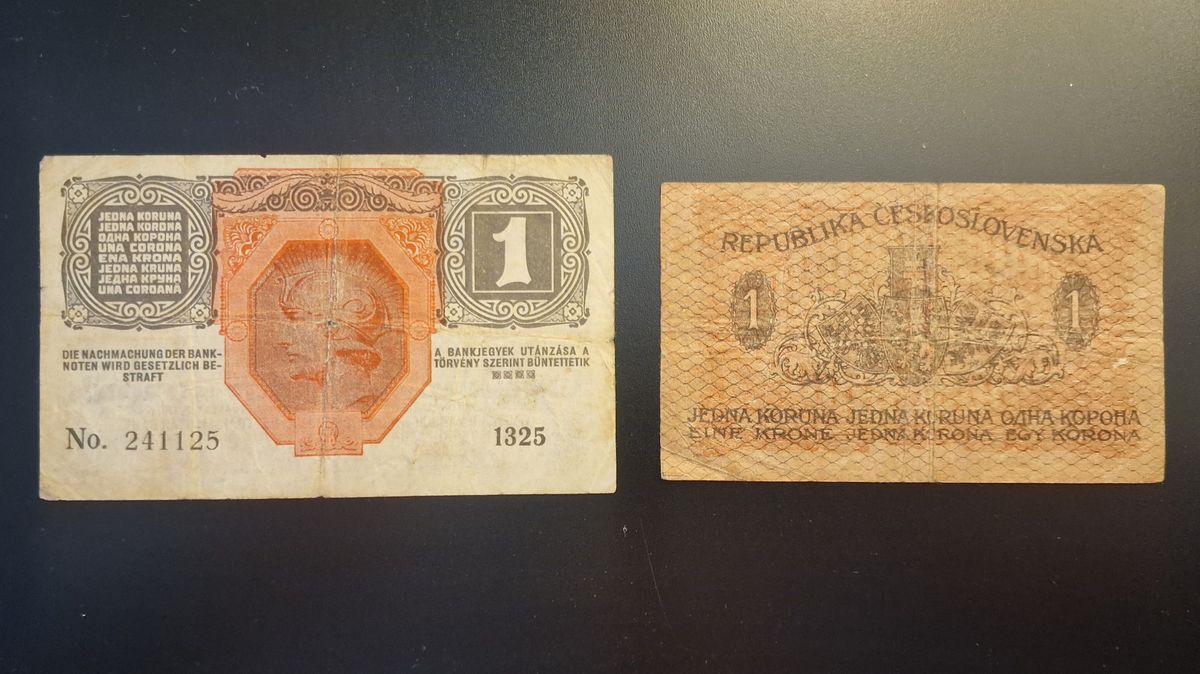 JEDNA KORUNA
JEDNA KORONA
ОДНА КОРОНА
UNA CORONA
ENA KRONA
JEDNA KRUNA
ЈЕДНА КРУНА
UNA COROANĂ
1
DIE NACHMACHUNG DER BANK-
NOTEN WIRD GESETZLICH BE-
STRAFT
A BANKJEGYEK UTÁNZÁSA A
TÖRVÉNY SZERINT BÜNTETTETIK
No. 241125
1325
REPUBLIKA ČESKOSLOVENSKÁ
1
1
JEDNA KORUNA JEDNA KORUNA ОДНА КОРОНА
EINE KRONE JEDNA KORONA EGY KORONA